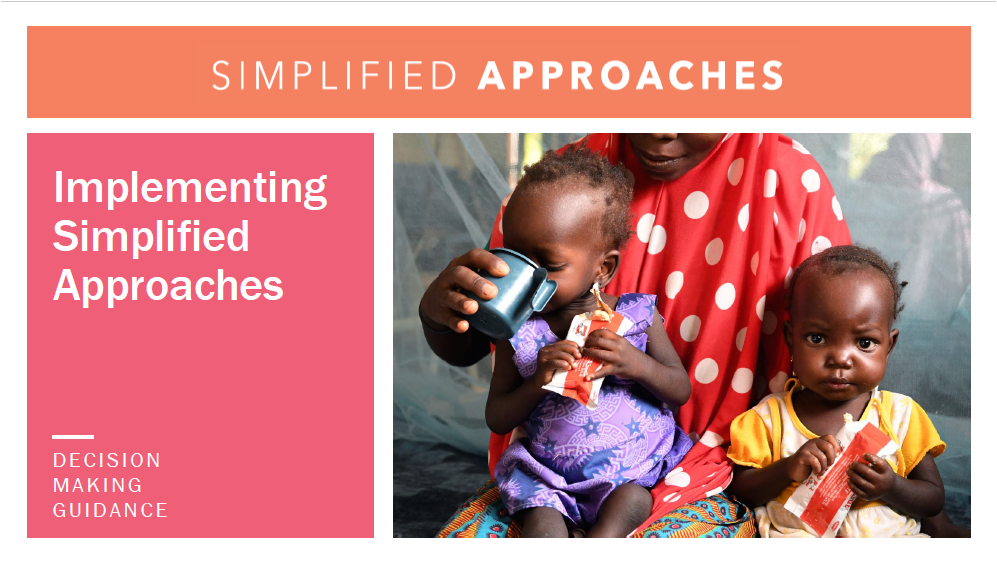 SIMPLIFIED APPROACHES
Implementing
Simplified
Approaches
DECISION
MAKING
GUIDANCE